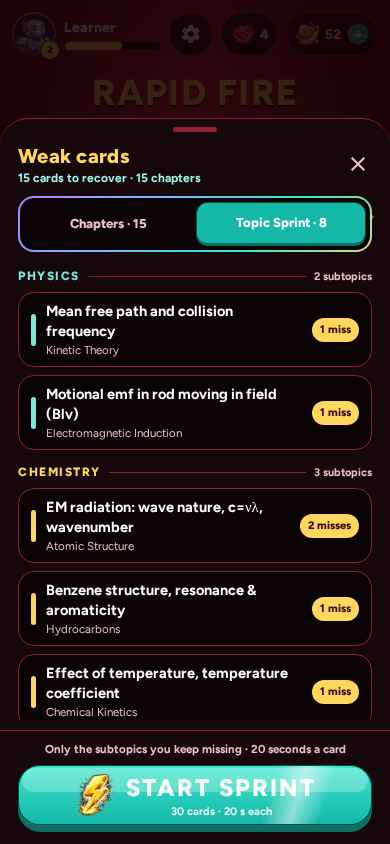 Learner
2
4
52
RAPID FIRE
Weak cards
15 cards to recover · 15 chapters
Chapters · 15
Topic Sprint · 8
PHYSICS
2 subtopics
Mean free path and collision
frequency
Kinetic Theory
1 miss
Motional emf in rod moving in field
(Blv)
Electromagnetic Induction
1 miss
CHEMISTRY
3 subtopics
EM radiation: wave nature, c=νλ,
wavenumber
Atomic Structure
2 misses
Benzene structure, resonance &
aromaticity
Hydrocarbons
1 miss
Effect of temperature, temperature
coefficient
Chemical Kinetics
1 miss
Only the subtopics you keep missing · 20 seconds a card
START SPRINT
30 cards · 20 s each